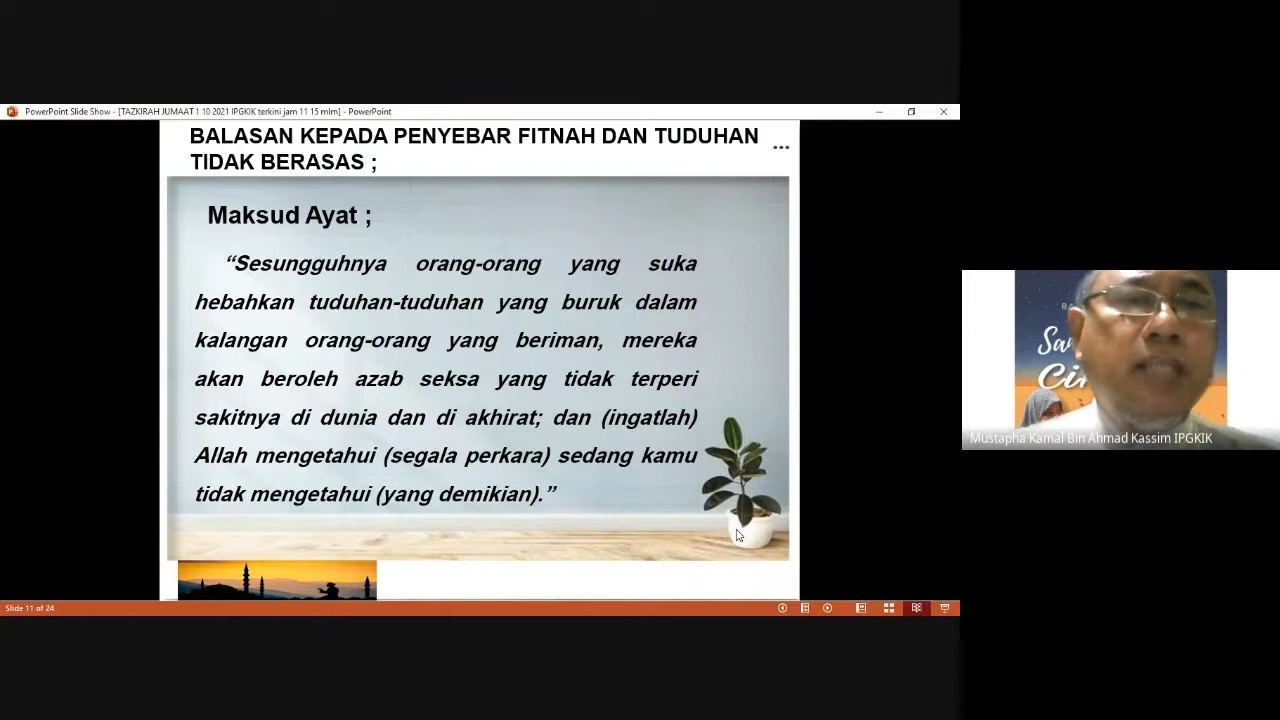 PowerPoint Slide Show - [TAZKIRAH JUMAAT 1 10 2021 IPGKIK terkini jam 11 15 mlm] - PowerPoint
BALASAN KEPADA PENYEBAR FITNAH DAN TUDUHAN
TIDAK BERASAS ;
Maksud Ayat ;
“Sesungguhnya orang-orang yang suka
hebahkan tuduhan-tuduhan yang buruk dalam
kalangan orang-orang yang beriman, mereka
akan beroleh azab seksa yang tidak terperi
sakitnya di dunia dan di akhirat; dan (ingatlah)
Allah mengetahui (segala perkara) sedang kamu
tidak mengetahui (yang demikian).”
Slide 11 of 24
Mustapha Kamal Bin Ahmad Kassim IPGKIK